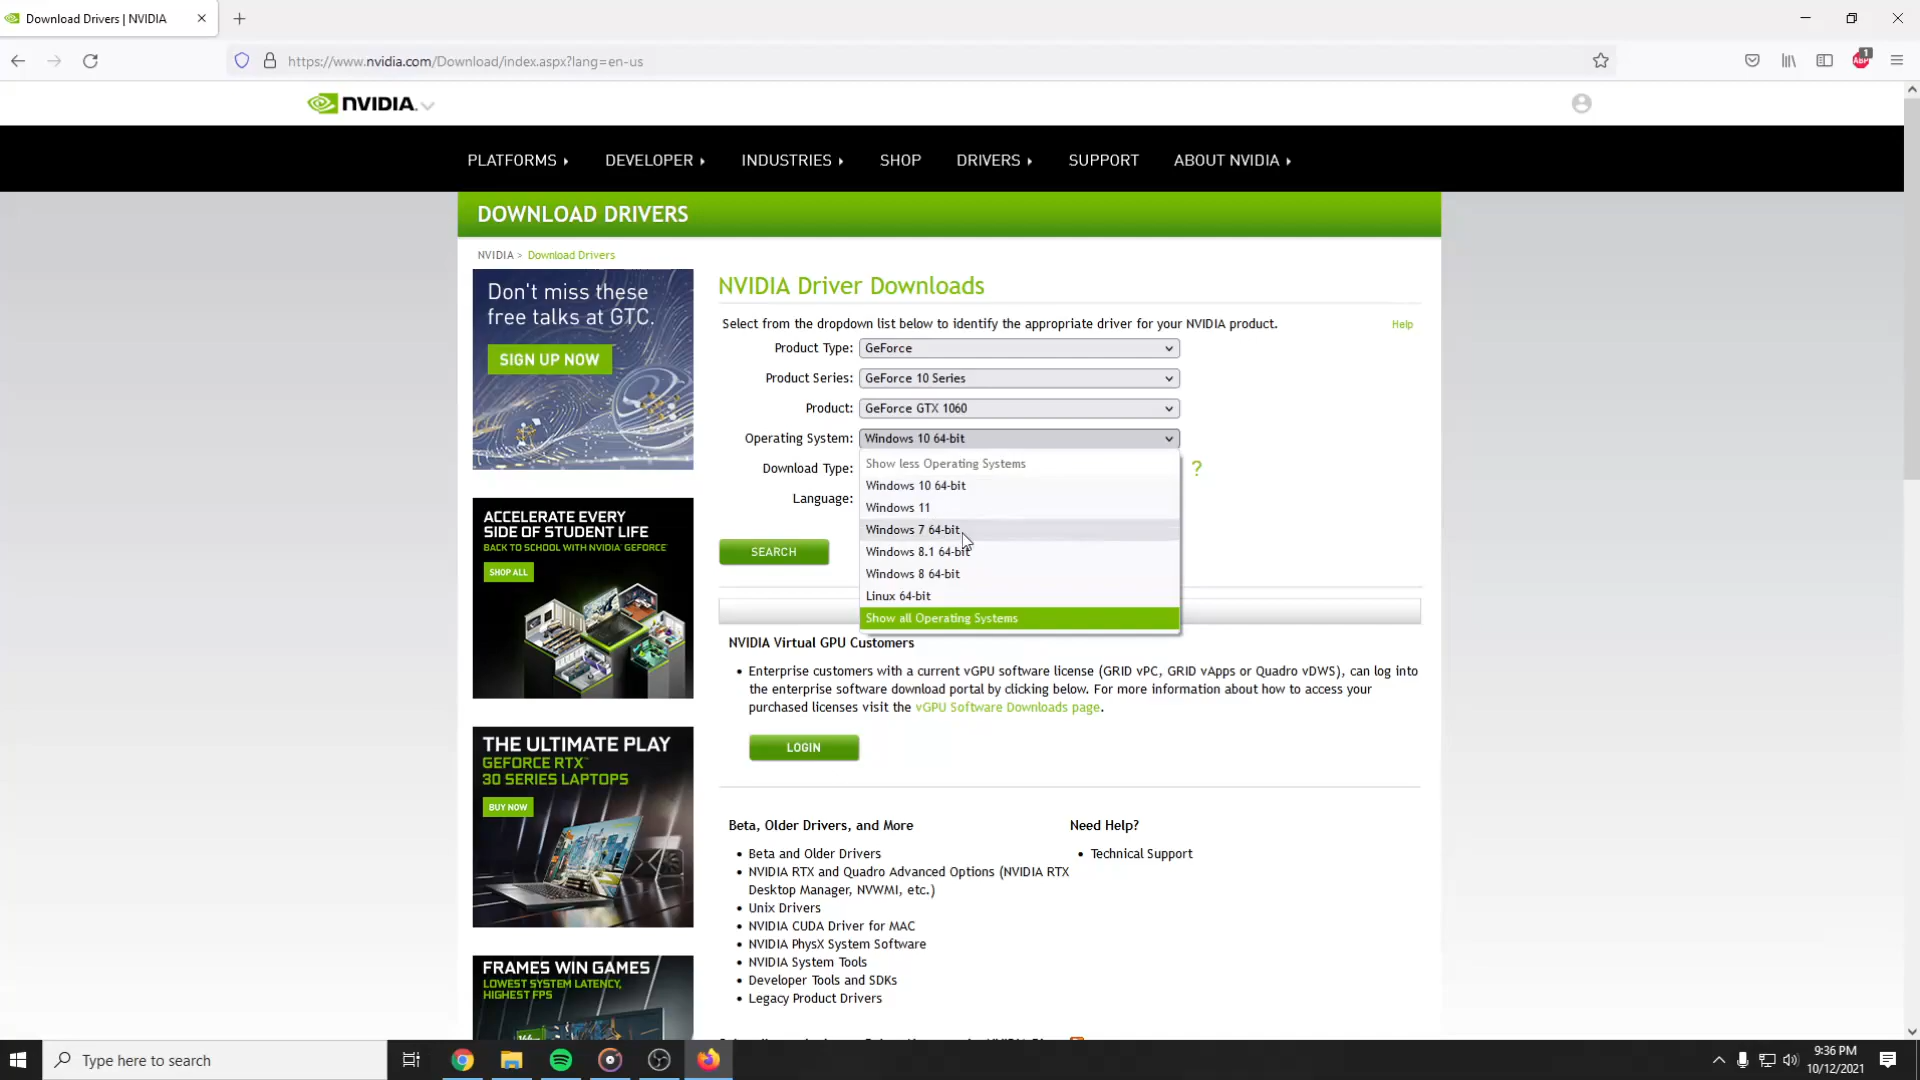 Download Drivers | NVIDIA
https://www.nvidia.com/Download/index.aspx?lang=en-us
ABP
1
NVIDIA.
PLATFORMS
DEVELOPER
INDUSTRIES
SHOP
DRIVERS
SUPPORT
ABOUT NVIDIA
DOWNLOAD DRIVERS
NVIDIA > Download Drivers
Don't miss these
free talks at GTC.
SIGN UP NOW
NVIDIA Driver Downloads
Select from the dropdown list below to identify the appropriate driver for your NVIDIA product.
Help
Product Type: GeForce
Product Series: GeForce 10 Series
Product: GeForce GTX 1060
Operating System: Windows 10 64-bit
Download Type:
?
Language:
Show less Operating Systems
Windows 10 64-bit
Windows 11
Windows 7 64-bit
Windows 8.1 64-bit
Windows 8 64-bit
Linux 64-bit
Show all Operating Systems
SEARCH
ACCELERATE EVERY
SIDE OF STUDENT LIFE
BACK TO SCHOOL WITH NVIDIA GEFORCE
SHOP ALL
NVIDIA Virtual GPU Customers
• Enterprise customers with a current vGPU software license (GRID vPC, GRID vApps or Quadro vDWS), can log into
the enterprise software download portal by clicking below. For more information about how to access your
purchased licenses visit the vGPU Software Downloads page.
LOGIN
THE ULTIMATE PLAY
GEFORCE RTX™
30 SERIES LAPTOPS
BUY NOW
Beta, Older Drivers, and More
• Beta and Older Drivers
• NVIDIA RTX and Quadro Advanced Options (NVIDIA RTX
Desktop Manager, NVWMI, etc.)
• Unix Drivers
• NVIDIA CUDA Driver for MAC
• NVIDIA PhysX System Software
• NVIDIA System Tools
• Developer Tools and SDKs
• Legacy Product Drivers
Need Help?
• Technical Support
FRAMES WIN GAMES
LOWEST SYSTEM LATENCY,
HIGHEST FPS
Type here to search
9:36 PM
10/12/2021